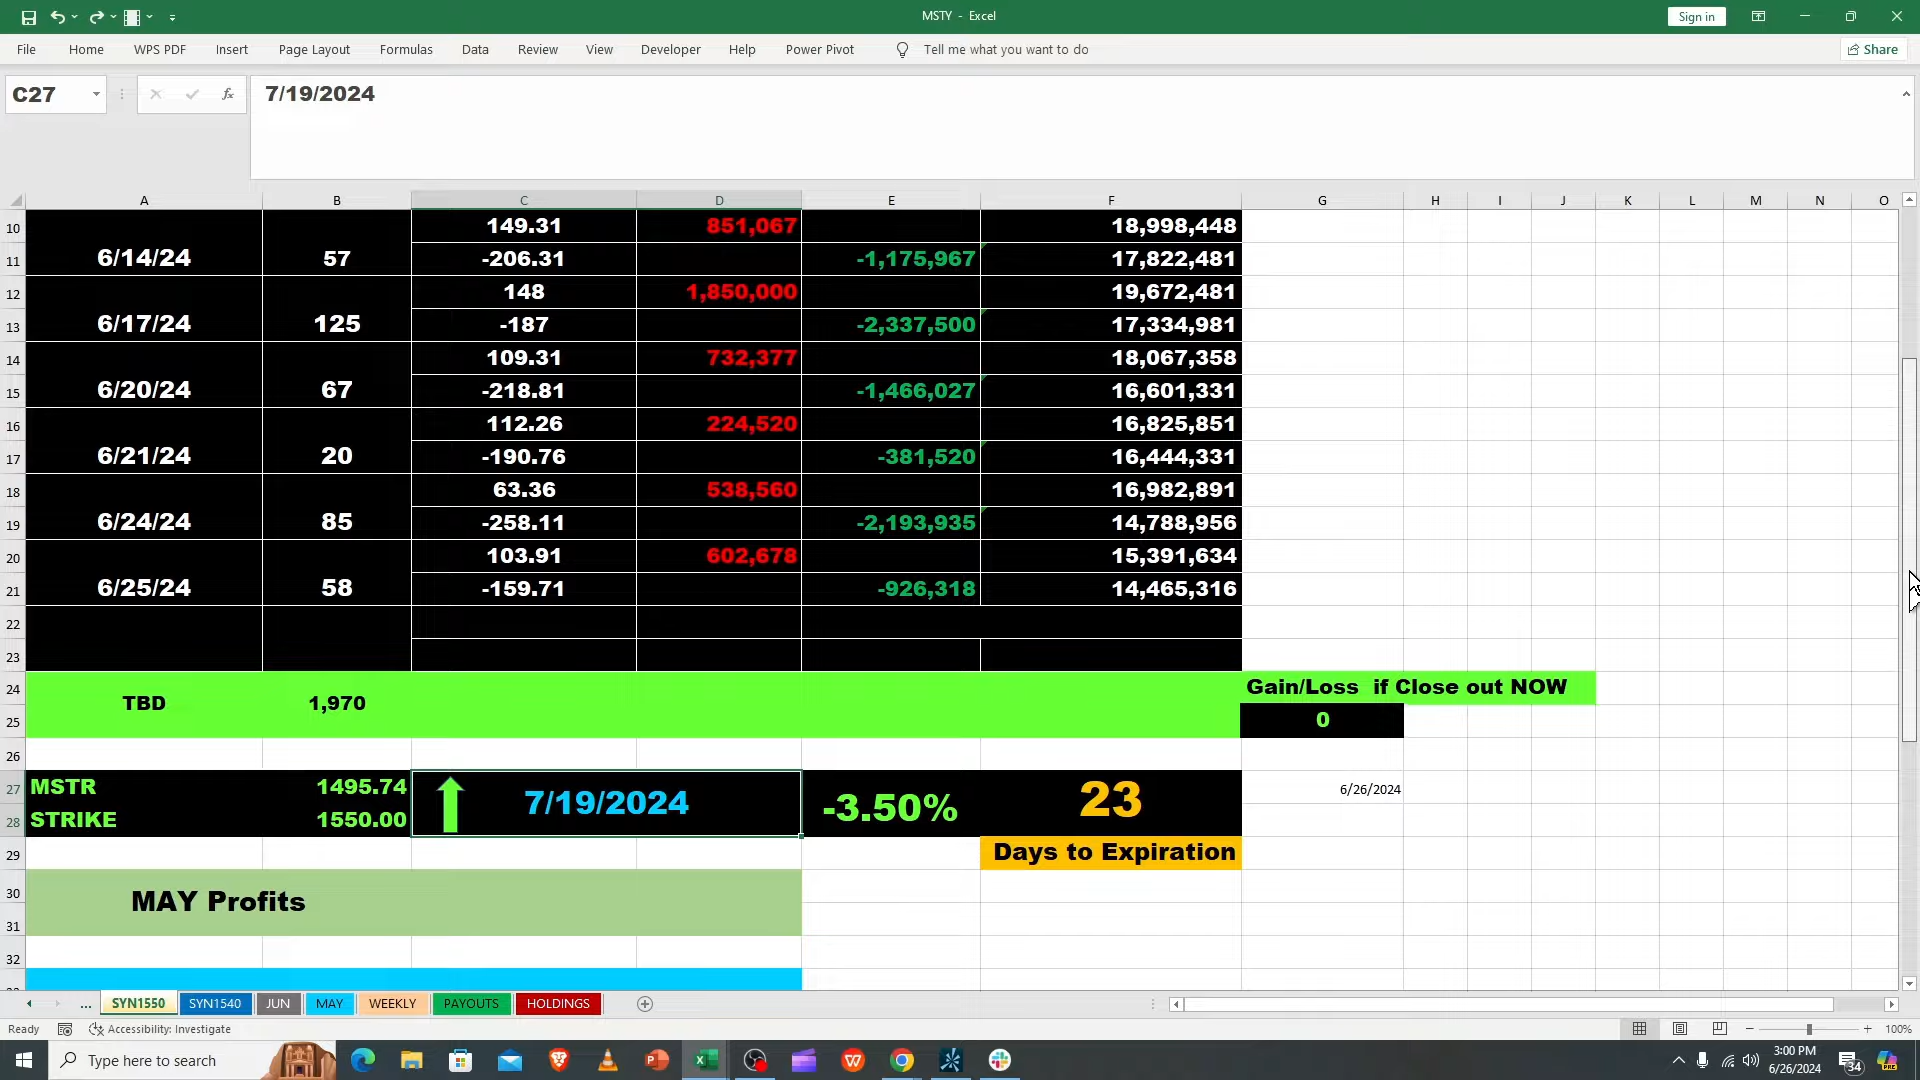 MSTY - Excel
Sign in
File Home WPS PDF Insert Page Layout Formulas Data Review View Developer Help Power Pivot Tell me what you want to do Share
C27 fx 7/19/2024
A B C D E F G H I J K L M N O
10 149.31 851,067 18,998,448
11 6/14/24 57 -206.31 -1,175,967 17,822,481
12 148 1,850,000 19,672,481
13 6/17/24 125 -187 -2,337,500 17,334,981
14 109.31 732,377 18,067,358
15 6/20/24 67 -218.81 -1,466,027 16,601,331
16 112.26 224,520 16,825,851
17 6/21/24 20 -190.76 -381,520 16,444,331
18 63.36 538,560 16,982,891
19 6/24/24 85 -258.11 -2,193,935 14,788,956
20 103.91 602,678 15,391,634
21 6/25/24 58 -159.71 -926,318 14,465,316
22
23
24 Gain/Loss if Close out NOW
TBD 1,970
25 0
26
27 MSTR 1495.74 7/19/2024 -3.50% 23 6/26/2024
28 STRIKE 1550.00
29 Days to Expiration
30 MAY Profits
31
32
... SYN1550 SYN1540 JUN MAY WEEKLY PAYOUTS HOLDINGS
Ready Accessibility: Investigate 100%
Type here to search
3:00 PM
6/26/2024
34